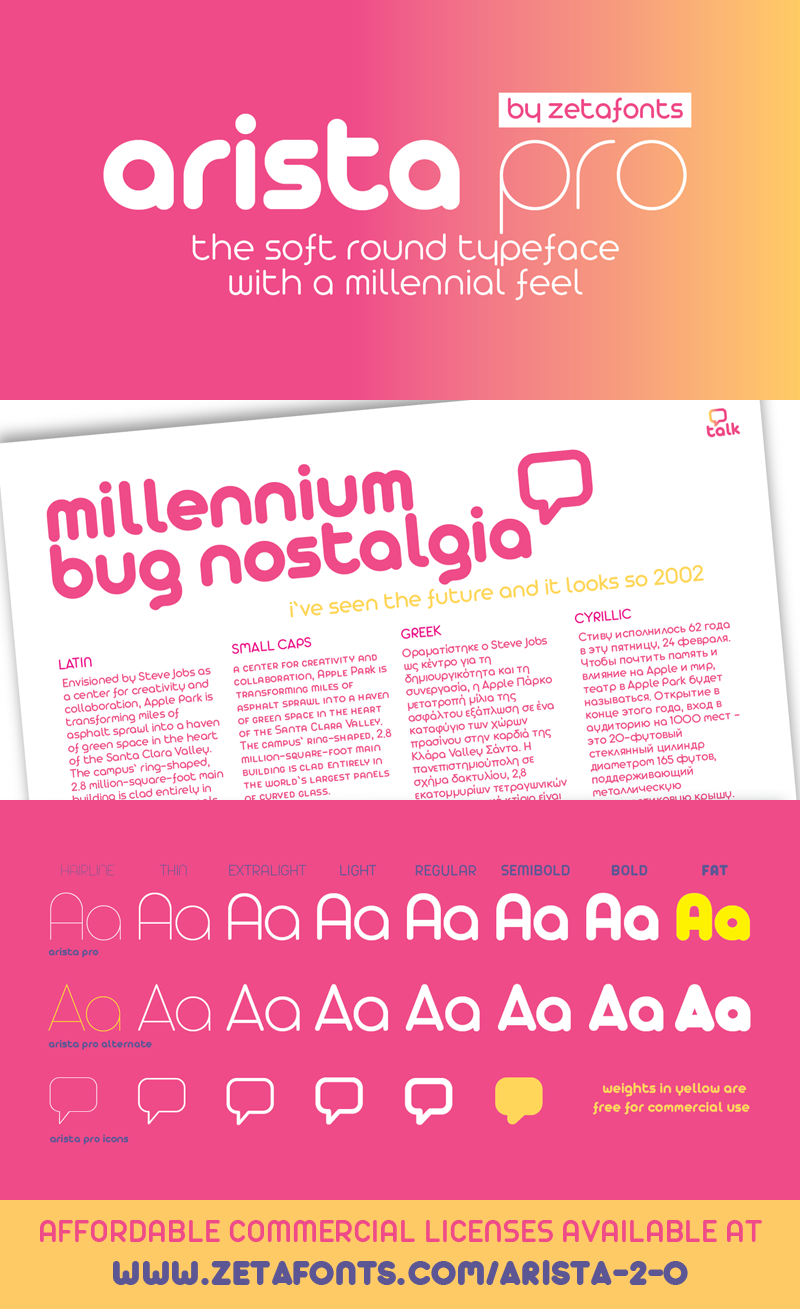 by zetafonts
arista pro
the soft round typeface
with a millennial feel
talk
millennium
bug nostalgia
i've seen the future and it looks so 2002
LATIN
Envisioned by Steve Jobs as
a center for creativity and
collaboration, Apple Park is
transforming miles of
asphalt sprawl into a haven
of green space in the heart
of the Santa Clara Valley.
The campus' ring-shaped,
2.8 million-square-foot main
building is clad entirely in
SMALL CAPS
A CENTER FOR CREATIVITY AND
COLLABORATION, APPLE PARK IS
TRANSFORMING MILES OF
ASPHALT SPRAWL INTO A HAVEN
OF GREEN SPACE IN THE HEART
OF THE SANTA CLARA VALLEY.
THE CAMPUS' RING-SHAPED, 2.8
MILLION-SQUARE-FOOT MAIN
BUILDING IS CLAD ENTIRELY IN
THE WORLD'S LARGEST PANELS
OF CURVED GLASS.
GREEK
Οραματίστηκε ο Steve Jobs
ως κέντρο για τη
δημιουργικότητα και τη
συνεργασία, η Apple Πάρκο
μετατροπή μίλια της
ασφάλτου εξάπλωση σε ένα
καταφύγιο των χώρων
πρασίνου στην καρδιά της
Κλάρα Valley Σάντα. Η
πανεπιστημιούπολη σε
σχήμα δακτυλίου, 2,8
εκατομμυρίων τετραγωνικών
κτίριο είναι
CYRILLIC
Стиву исполнилось 62 года
в эту пятницу, 24 февраля.
Чтобы почтить память и
влияние на Apple и мир,
театр в Apple Park будет
называться. Открытие в
конце этого года, вход в
аудиторию на 1000 мест -
это 20-футовый
стеклянный цилиндр
диаметром 165 футов,
поддерживающий
металлическую
крышу.
HAIRLINE THIN EXTRALIGHT LIGHT REGULAR SEMIBOLD BOLD FAT
Aa Aa Aa Aa Aa Aa Aa Aa
arista pro
Aa Aa Aa Aa Aa Aa Aa Aa
arista pro alternate
weights in yellow are
free for commercial use
arista pro icons
AFFORDABLE COMMERCIAL LICENSES AVAILABLE AT
WWW.ZETAFONTS.COM/ARISTA-2-0